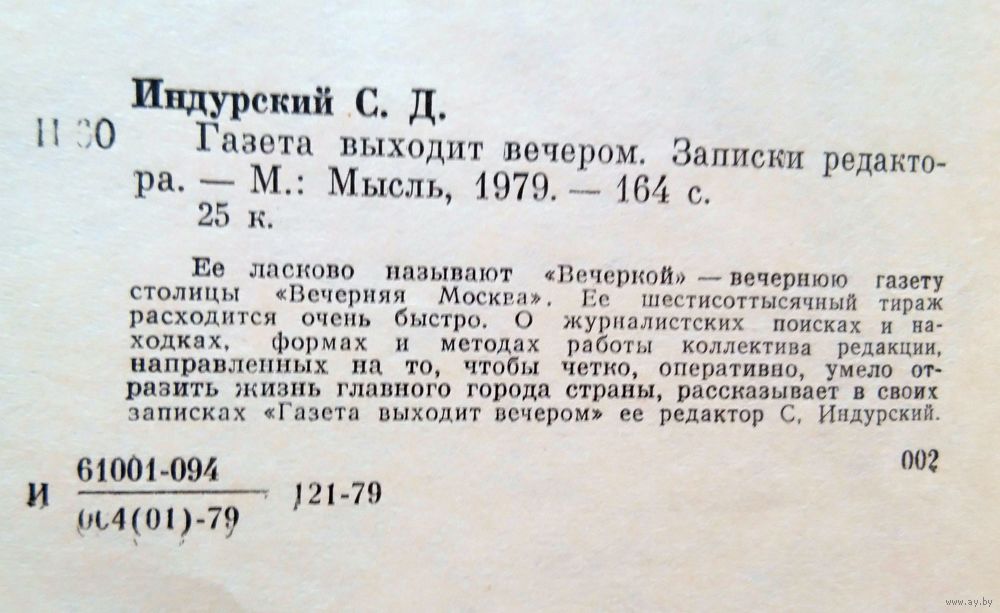 Индурский С. Д.
Газета выходит вечером. Записки редакто-
ра. — М.: Мысль, 1979. — 164 с.
25 к.
Ее ласково называют «Вечеркой» — вечернюю газету
столицы «Вечерняя Москва». Ее шестисоттысячный тираж
расходится очень быстро. О журналистских поисках и на-
ходках, формах и методах работы коллектива редакции,
направленных на то, чтобы четко, оперативно, умело от-
разить жизнь главного города страны, рассказывает в своих
записках «Газета выходит вечером» ее редактор С. Индурский.
002
61001-094
И 121-79
004(01)-79
www.ay.by